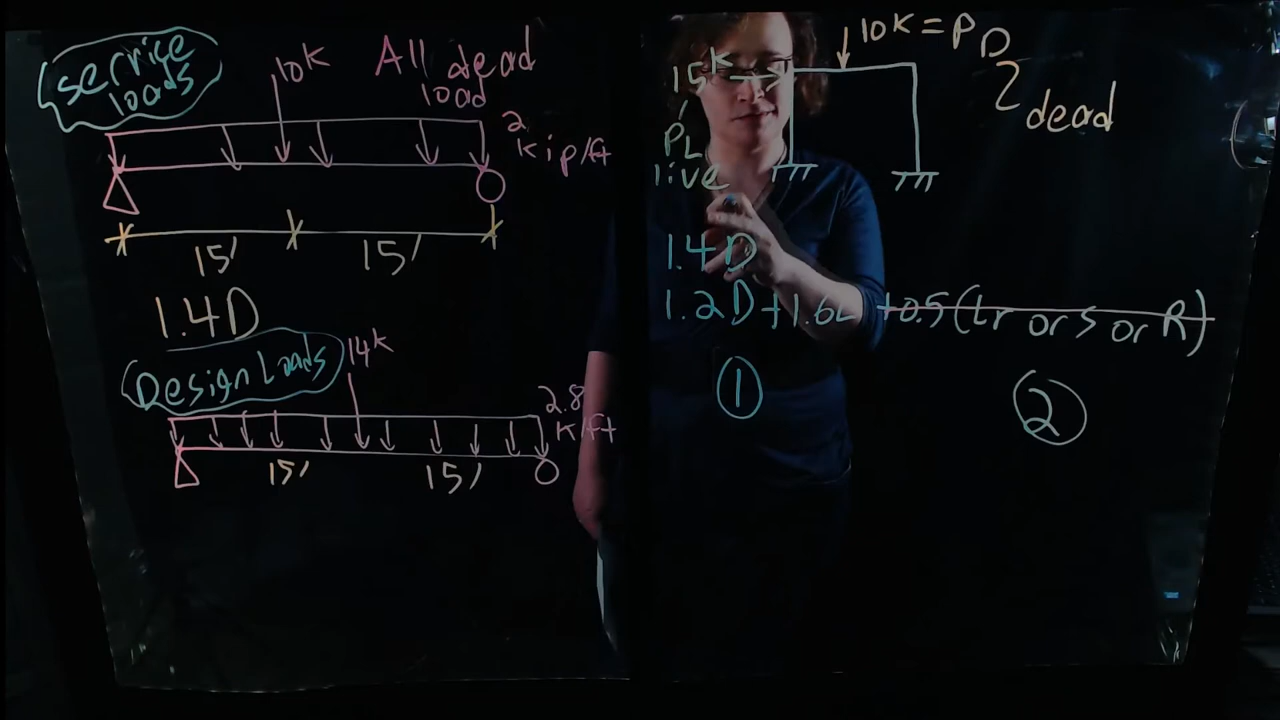 service
loads
10K All dead
load
2
kip/ft
15' 15'
1.4D
Design Loads
14K
2.8
K/ft
15' 15'
10K = PD
15K
dead
PL
live
1.4D
1.2D + 1.6L + 0.5 (Lr or S or R)
1
2